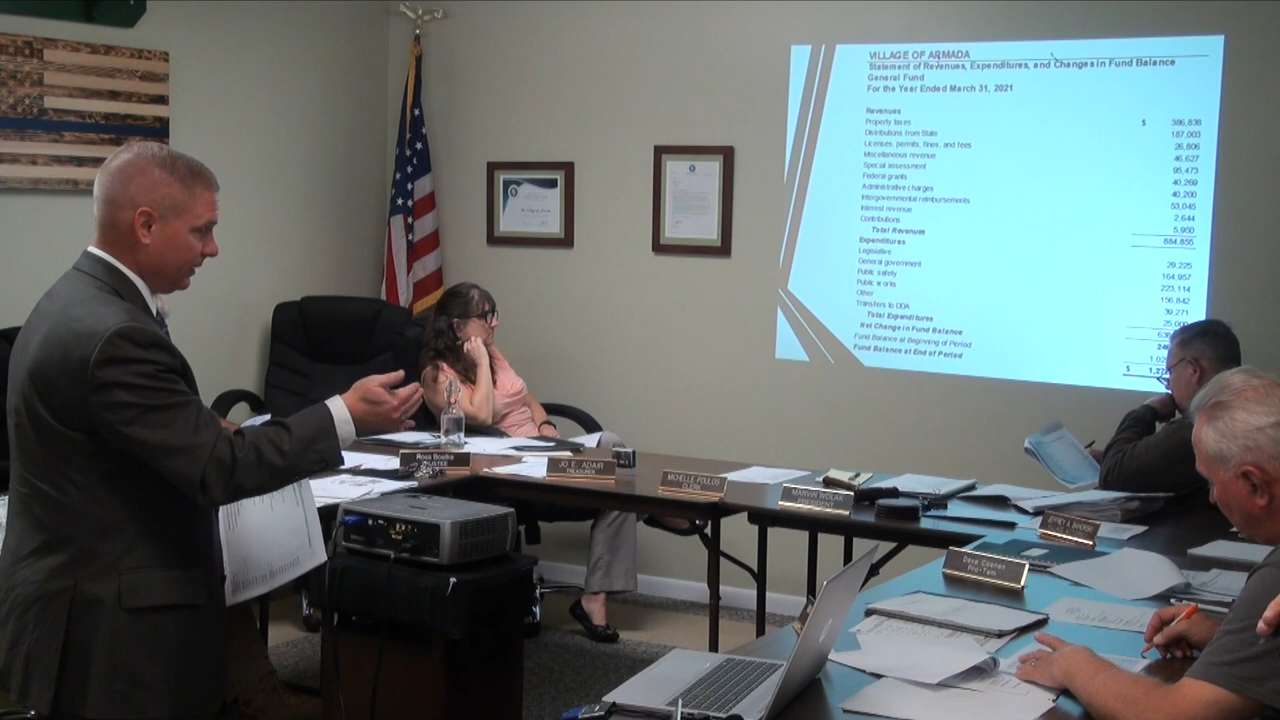 VILLAGE OF ARMADA
Statement of Revenues, Expenditures, and Changes in Fund Balance
General Fund
For the Year Ended March 31, 2021
Revenues
Property taxes $ 386,838
Distributions from State 187,003
Licenses, permits, fines, and fees 26,806
Miscellaneous revenue 46,627
Special assessment 95,473
Federal grants 40,269
Administrative charges 40,200
Intergovernmental reimbursements 53,045
Interest revenue 2,644
Contributions 5,950
Total Revenues 884,855
Expenditures
Legislative 29,225
General government 164,957
Public safety 223,114
Public works 156,842
Other 39,271
Transfers to DDA 25,000
Total Expenditures
Net Change in Fund Balance
Fund Balance at Beginning of Period
Fund Balance at End of Period $
Ross Boelke
TRUSTEE
JO E. ADAIR
TREASURER
MICHELLE POULOS
CLERK
MARVIN WOLAK
PRESIDENT
JEFFREY A.
Dave Coenen
Pro-Tem